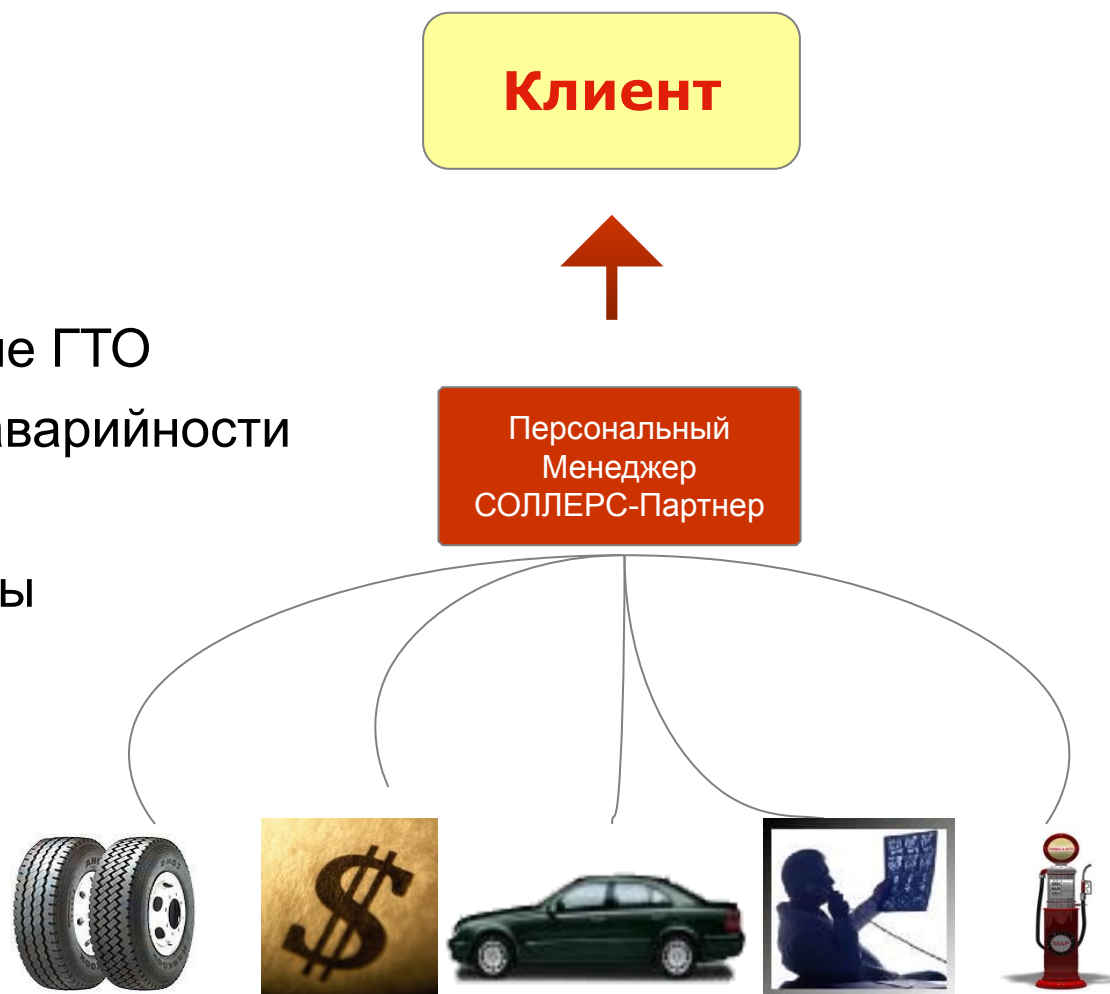 Клиент
ие ГТО
аварийности
Персональный
Менеджер
СОЛЛЕРС-Партнер
ы